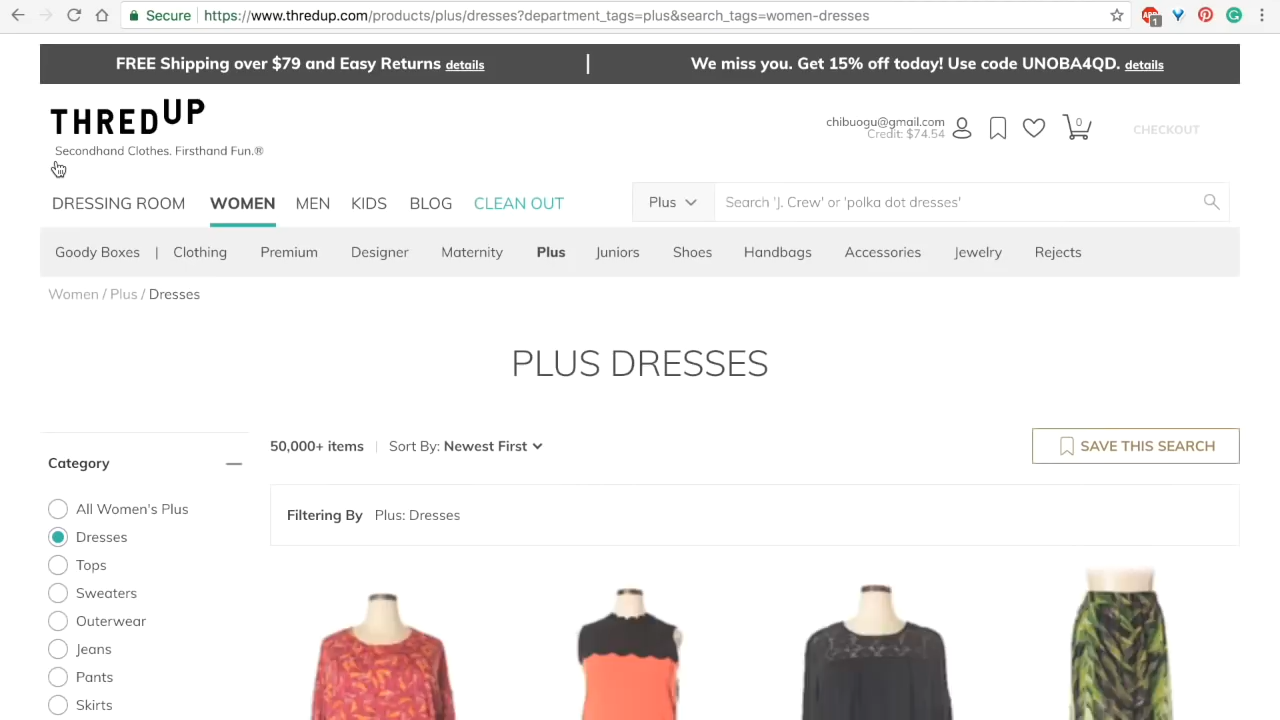 Secure https://www.thredup.com/products/plus/dresses?department_tags=plus&search_tags=women-dresses
1
FREE Shipping over $79 and Easy Returns details | We miss you. Get 15% off today! Use code UNOBA4QD. details
THREDUP
Secondhand Clothes. Firsthand Fun.®
chibuogu@gmail.com
Credit: $74.54
0
CHECKOUT
DRESSING ROOM WOMEN MEN KIDS BLOG CLEAN OUT
Plus Search 'J. Crew' or 'polka dot dresses'
Goody Boxes | Clothing Premium Designer Maternity Plus Juniors Shoes Handbags Accessories Jewelry Rejects
Women / Plus / Dresses
PLUS DRESSES
50,000+ items | Sort By: Newest First
SAVE THIS SEARCH
Filtering By Plus: Dresses
Category
All Women's Plus
Dresses
Tops
Sweaters
Outerwear
Jeans
Pants
Skirts